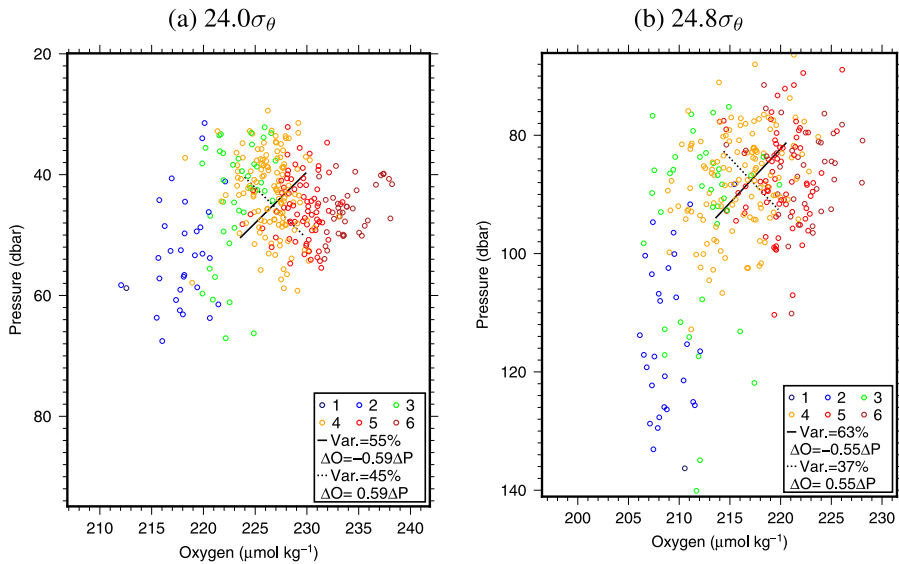 (a) 24.0σθ
20
40
60
80
Pressure (dbar)
210 220 230 240
Oxygen (μmol kg⁻¹)
1 2 3
4 5 6
Var.=55%
ΔO=−0.59ΔP
Var.=45%
ΔO= 0.59ΔP
(b) 24.8σθ
80
100
120
140
Pressure (dbar)
200 205 210 215 220 225 230
Oxygen (μmol kg⁻¹)
1 2 3
4 5 6
Var.=63%
ΔO=−0.55ΔP
Var.=37%
ΔO= 0.55ΔP